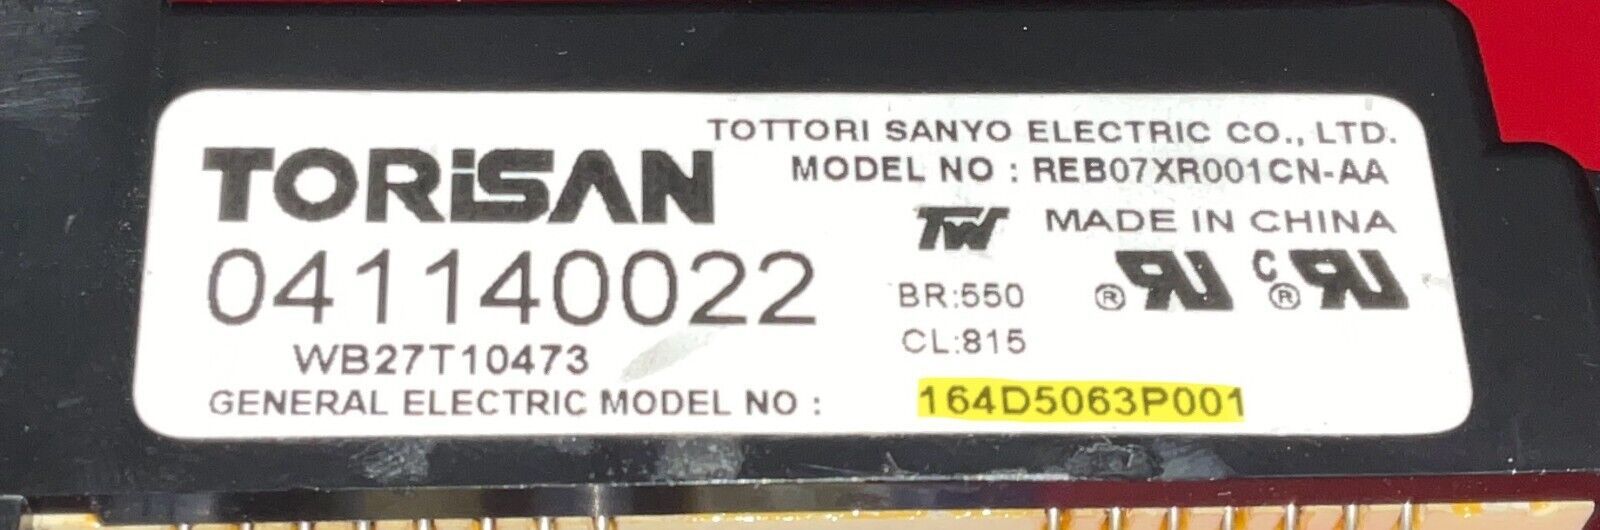 TOTTORI SANYO ELECTRIC CO., LTD.
TORiSAN
MODEL NO : REB07XR001CN-AA
MADE IN CHINA
041140022
BR:550
CL:815
WB27T10473
GENERAL ELECTRIC MODEL NO : 164D5063P001